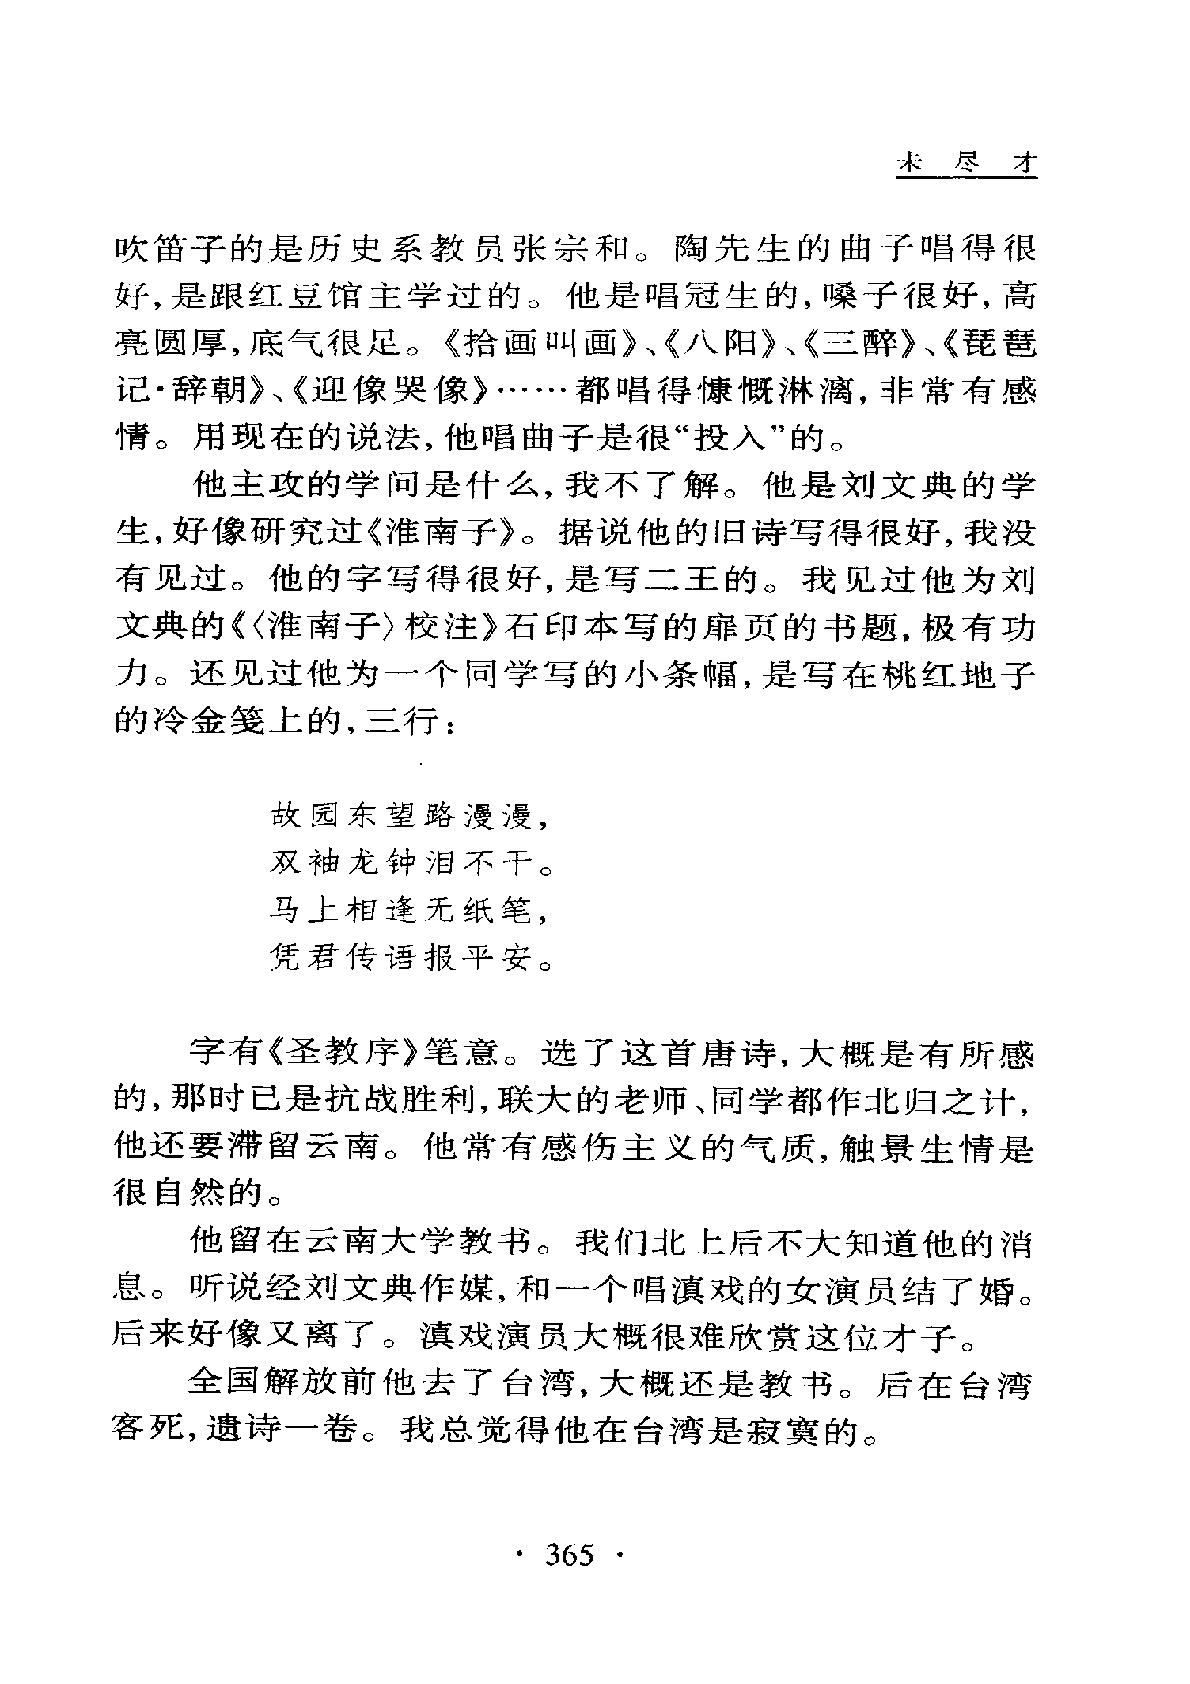 未 尽 才
吹笛子的是历史系教员张宗和。陶先生的曲子唱得很
好,是跟红豆馆主学过的。他是唱冠生的,嗓子很好,高
亮圆厚,底气很足。《拾画叫画》、《八阳》、《三醉》、《琵琶
记·辞朝》、《迎像哭像》……都唱得慷慨淋漓,非常有感
情。用现在的说法,他唱曲子是很“投入”的。
他主攻的学问是什么,我不了解。他是刘文典的学
生,好像研究过《淮南子》。据说他的旧诗写得很好,我没
有见过。他的字写得很好,是写二王的。我见过他为刘
文典的《〈淮南子〉校注》石印本写的扉页的书题,极有功
力。还见过他为一个同学写的小条幅,是写在桃红地子
的冷金笺上的,三行:
故园东望路漫漫,
双袖龙钟泪不干。
马上相逢无纸笔,
凭君传语报平安。
字有《圣教序》笔意。选了这首唐诗,大概是有所感
的,那时已是抗战胜利,联大的老师、同学都作北归之计,
他还要滞留云南。他常有感伤主义的气质,触景生情是
很自然的。
他留在云南大学教书。我们北上后不大知道他的消
息。听说经刘文典作媒,和一个唱滇戏的女演员结了婚。
后来好像又离了。滇戏演员大概很难欣赏这位才子。
全国解放前他去了台湾,大概还是教书。后在台湾
客死,遗诗一卷。我总觉得他在台湾是寂寞的。
· 365 ·